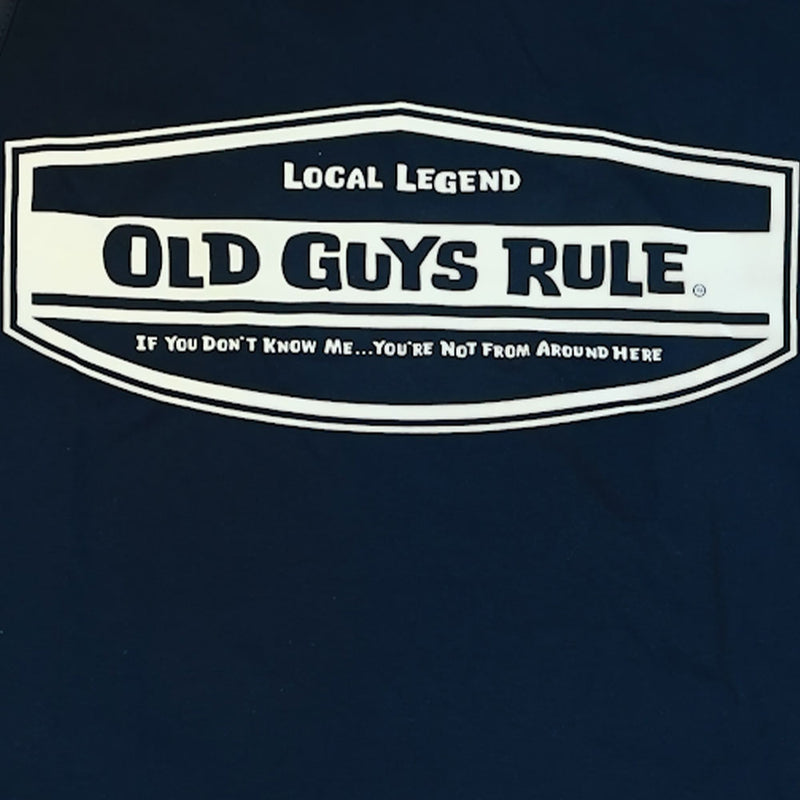 LOCAL LEGEND
OLD GUYS RULE®
IF YOU DON'T KNOW ME...YOU'RE NOT FROM AROUND HERE